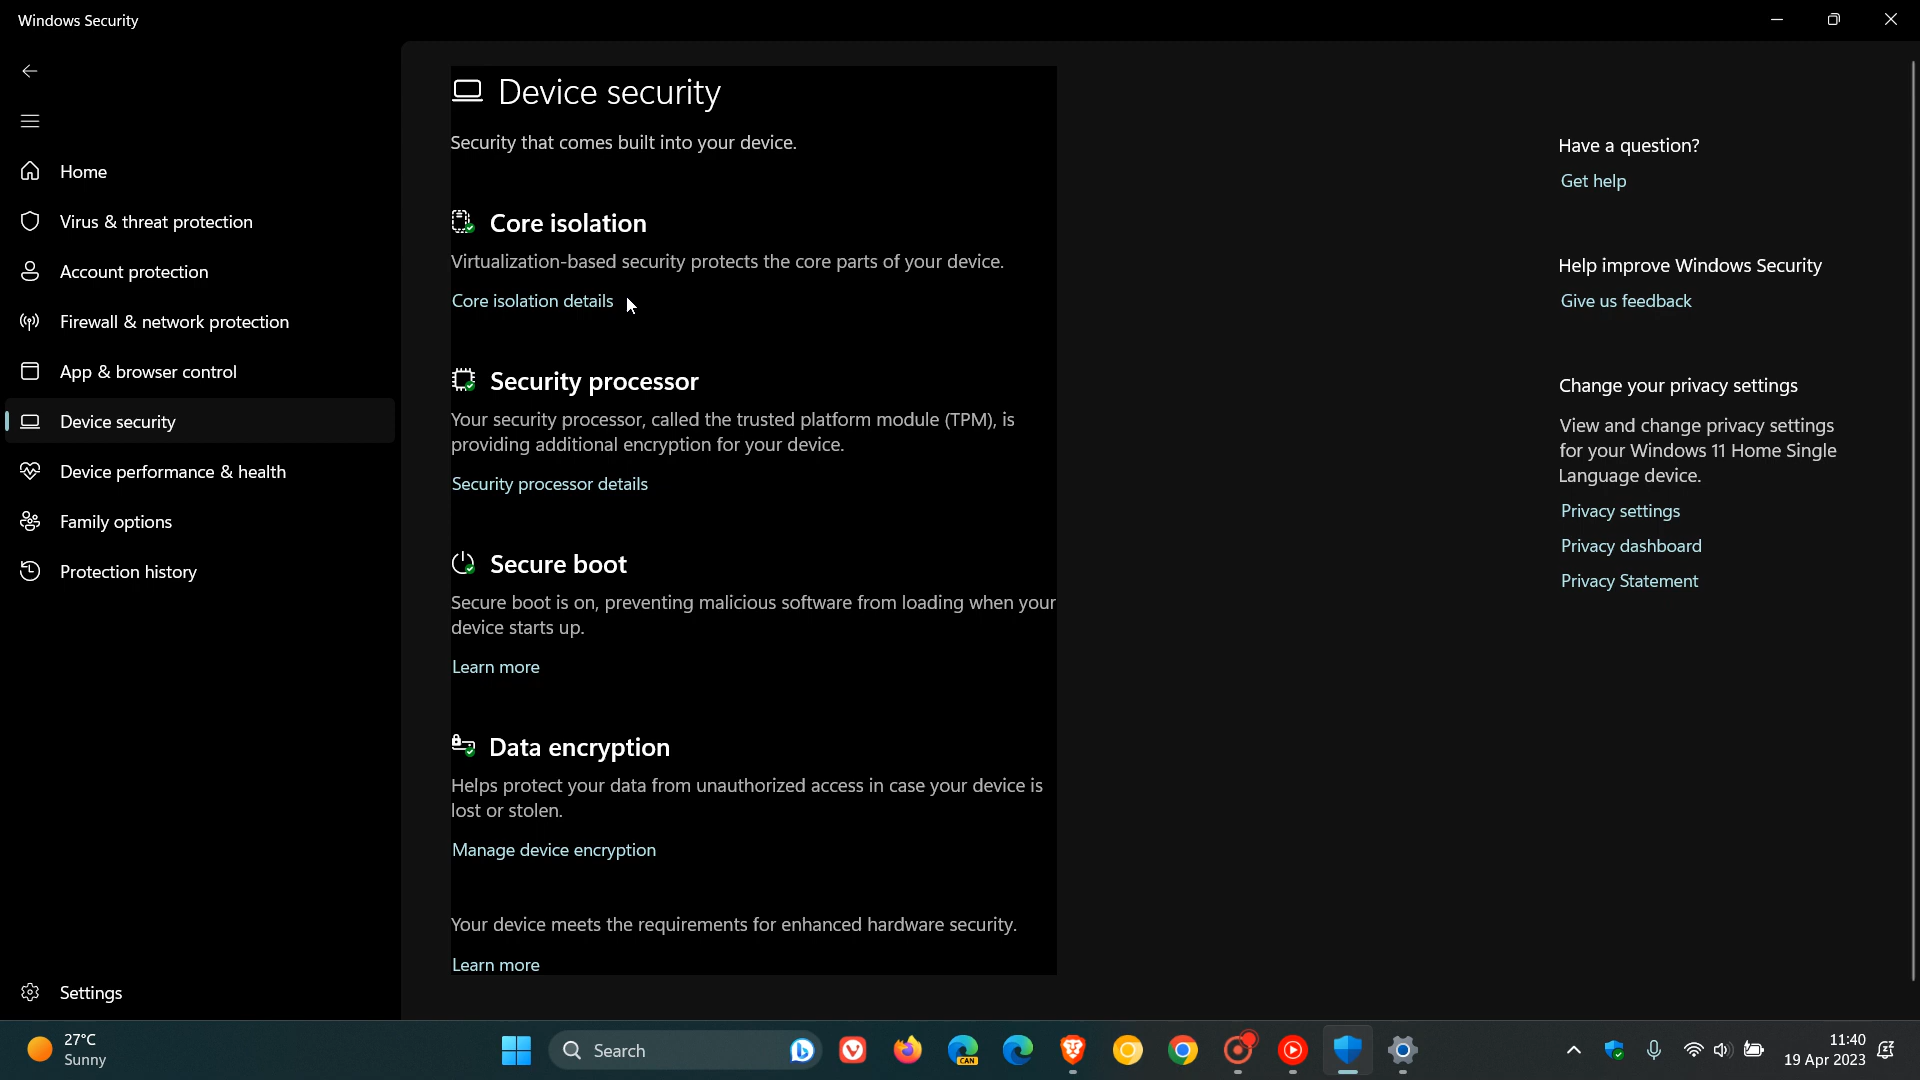 Windows Security
Home
Virus & threat protection
Account protection
Firewall & network protection
App & browser control
Device security
Device performance & health
Family options
Protection history
Settings
Device security
Security that comes built into your device.
Core isolation
Virtualization-based security protects the core parts of your device.
Core isolation details
Security processor
Your security processor, called the trusted platform module (TPM), is
providing additional encryption for your device.
Security processor details
Secure boot
Secure boot is on, preventing malicious software from loading when your
device starts up.
Learn more
Data encryption
Helps protect your data from unauthorized access in case your device is
lost or stolen.
Manage device encryption
Your device meets the requirements for enhanced hardware security.
Learn more
Have a question?
Get help
Help improve Windows Security
Give us feedback
Change your privacy settings
View and change privacy settings
for your Windows 11 Home Single
Language device.
Privacy settings
Privacy dashboard
Privacy Statement
27°C
Sunny
Search
CAN
11:40
19 Apr 2023